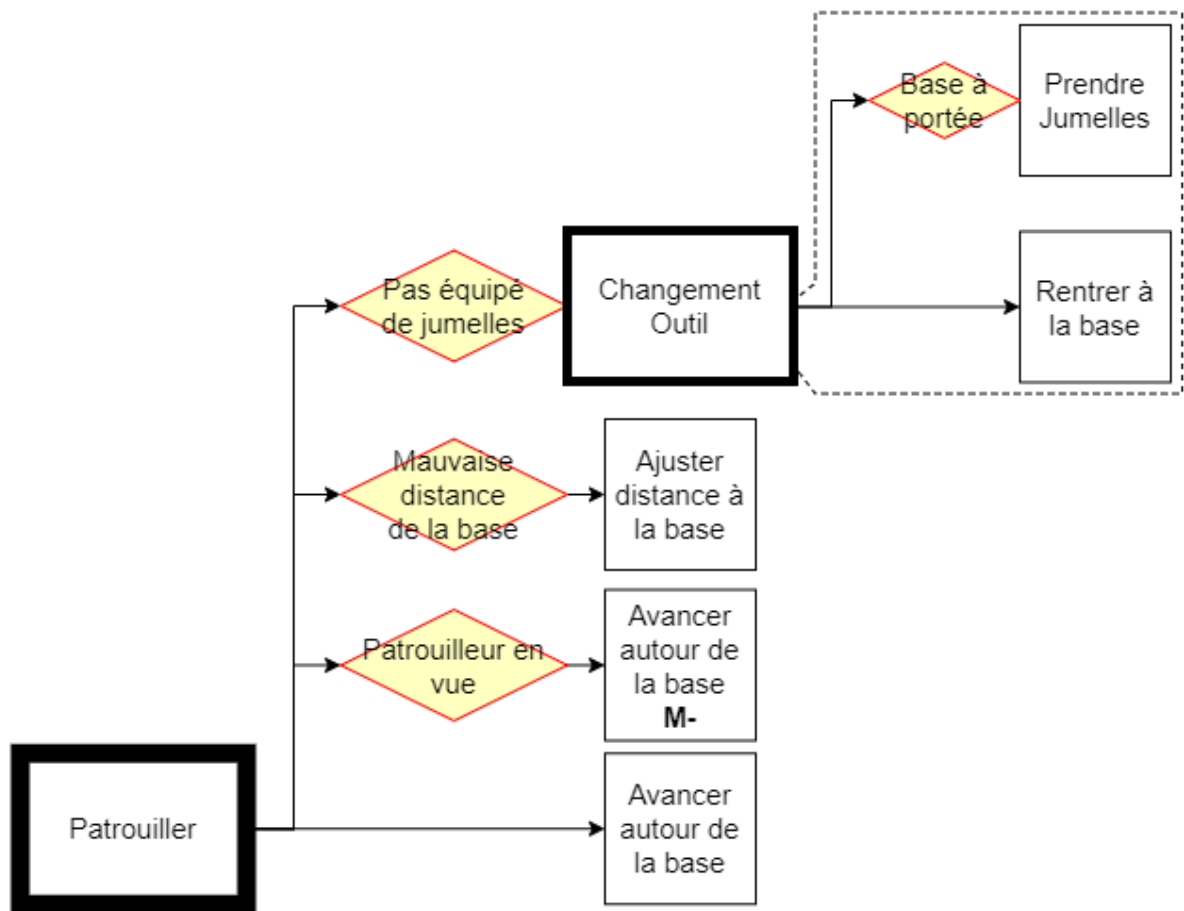 Base à
portée
Prendre
Jumelles
Pas équipé
de jumelles
Changement
Outil
Rentrer à
la base
Mauvaise
distance
de la base
Ajuster
distance à
la base
Patrouilleur en
vue
Avancer
autour de
la base
M-
Patrouiller
Avancer
autour de
la base